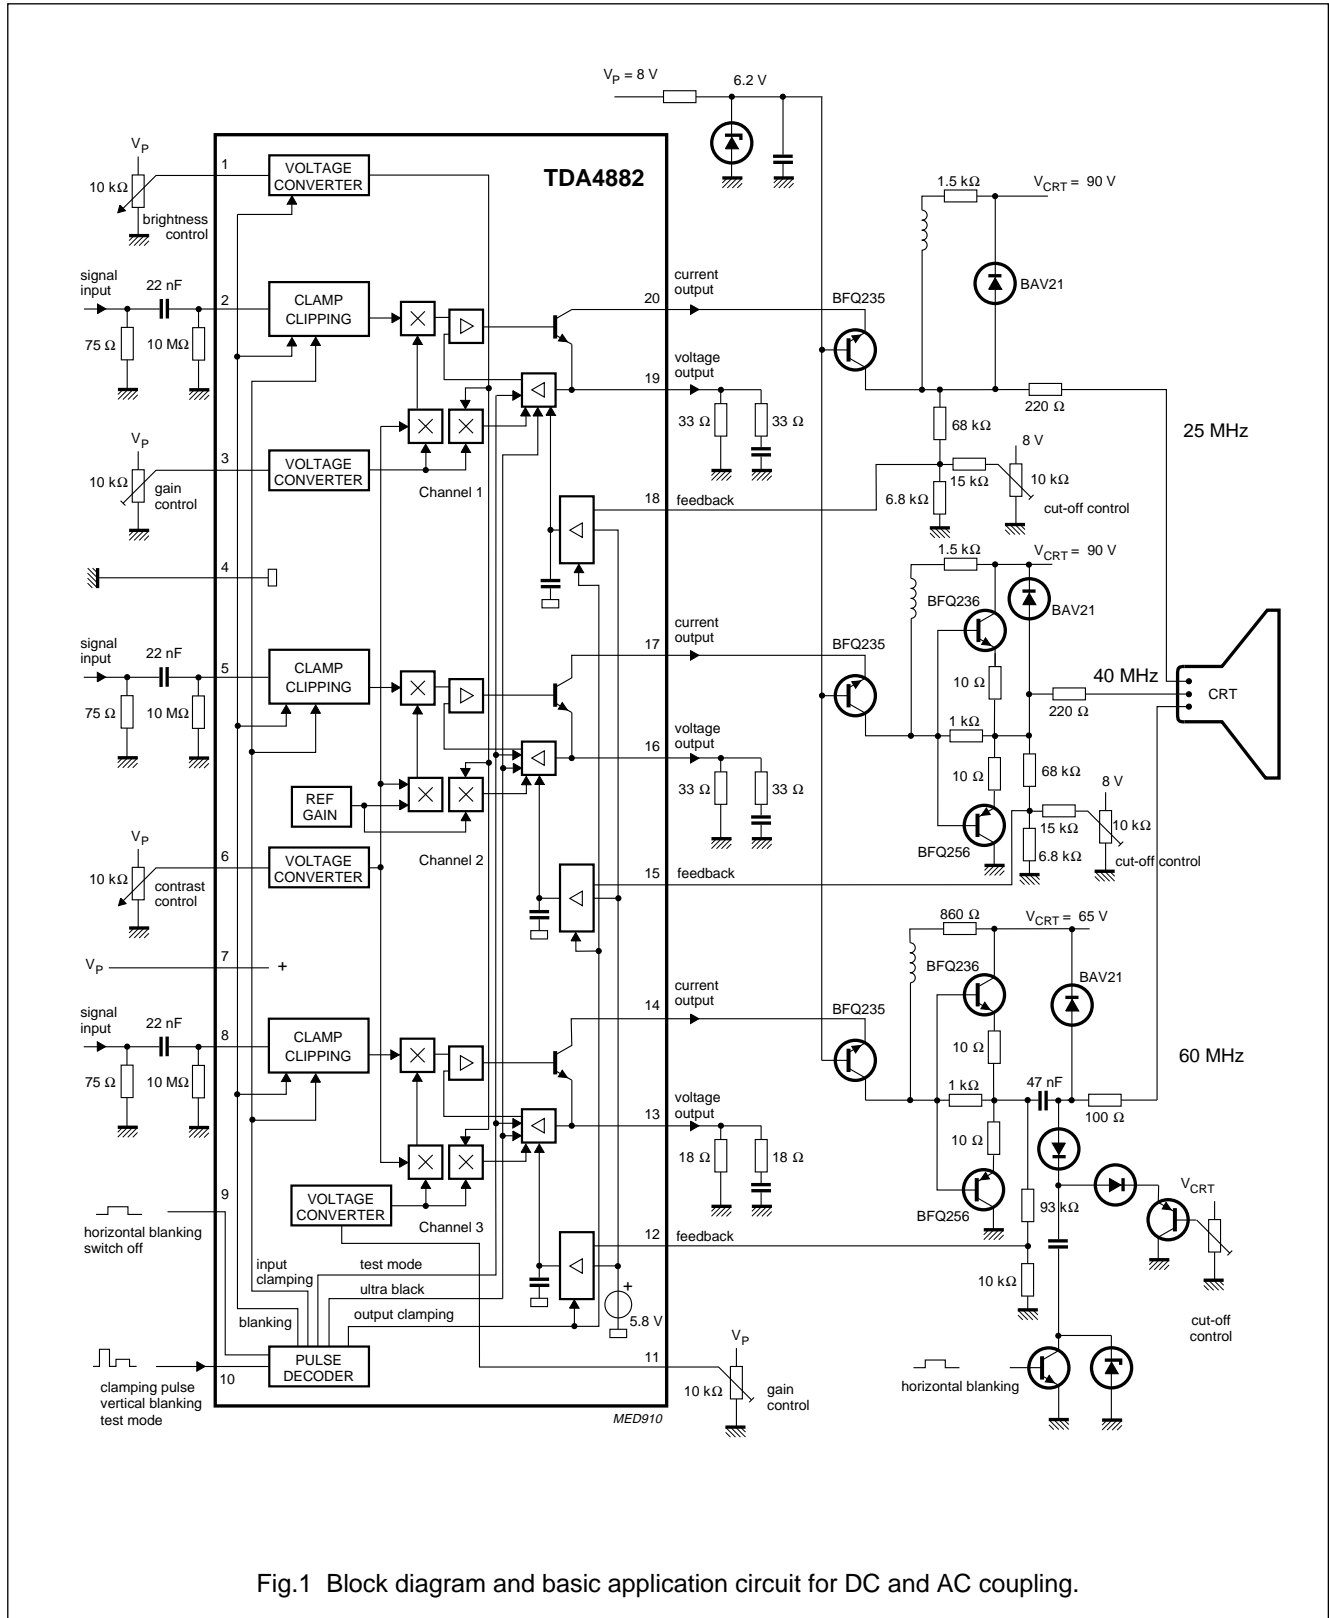 V_P = 8 V
6.2 V
TDA4882
V_P
1
VOLTAGE
CONVERTER
10 kΩ
brightness
control
1.5 kΩ
V_CRT = 90 V
BAV21
signal
input
22 nF
2
75 Ω
10 MΩ
CLAMP
CLIPPING
current
output
20
BFQ235
voltage
output
19
33 Ω
33 Ω
220 Ω
68 kΩ
25 MHz
V_P
10 kΩ
gain
control
3
VOLTAGE
CONVERTER
Channel 1
18
feedback
8 V
15 kΩ
10 kΩ
6.8 kΩ
cut-off control
4
1.5 kΩ
V_CRT = 90 V
BFQ236
BAV21
signal
input
22 nF
5
75 Ω
10 MΩ
CLAMP
CLIPPING
current
output
17
BFQ235
10 Ω
40 MHz
CRT
220 Ω
1 kΩ
voltage
output
16
33 Ω
33 Ω
10 Ω
68 kΩ
8 V
REF
GAIN
BFQ256
15 kΩ
10 kΩ
6.8 kΩ
cut-off control
V_P
10 kΩ
contrast
control
6
VOLTAGE
CONVERTER
Channel 2
15
feedback
860 Ω
V_CRT = 65 V
BFQ236
BAV21
V_P
7
+
signal
input
22 nF
8
75 Ω
10 MΩ
CLAMP
CLIPPING
current
output
14
BFQ235
10 Ω
60 MHz
1 kΩ
47 nF
100 Ω
voltage
output
13
18 Ω
18 Ω
10 Ω
BFQ256
93 kΩ
V_CRT
9
horizontal blanking
switch off
VOLTAGE
CONVERTER
Channel 3
12
feedback
10 kΩ
cut-off
control
input
clamping
test mode
ultra black
blanking
output clamping
+
5.8 V
10
PULSE
DECODER
clamping pulse
vertical blanking
test mode
11
V_P
10 kΩ
gain
control
horizontal blanking
MED910
Fig.1 Block diagram and basic application circuit for DC and AC coupling.